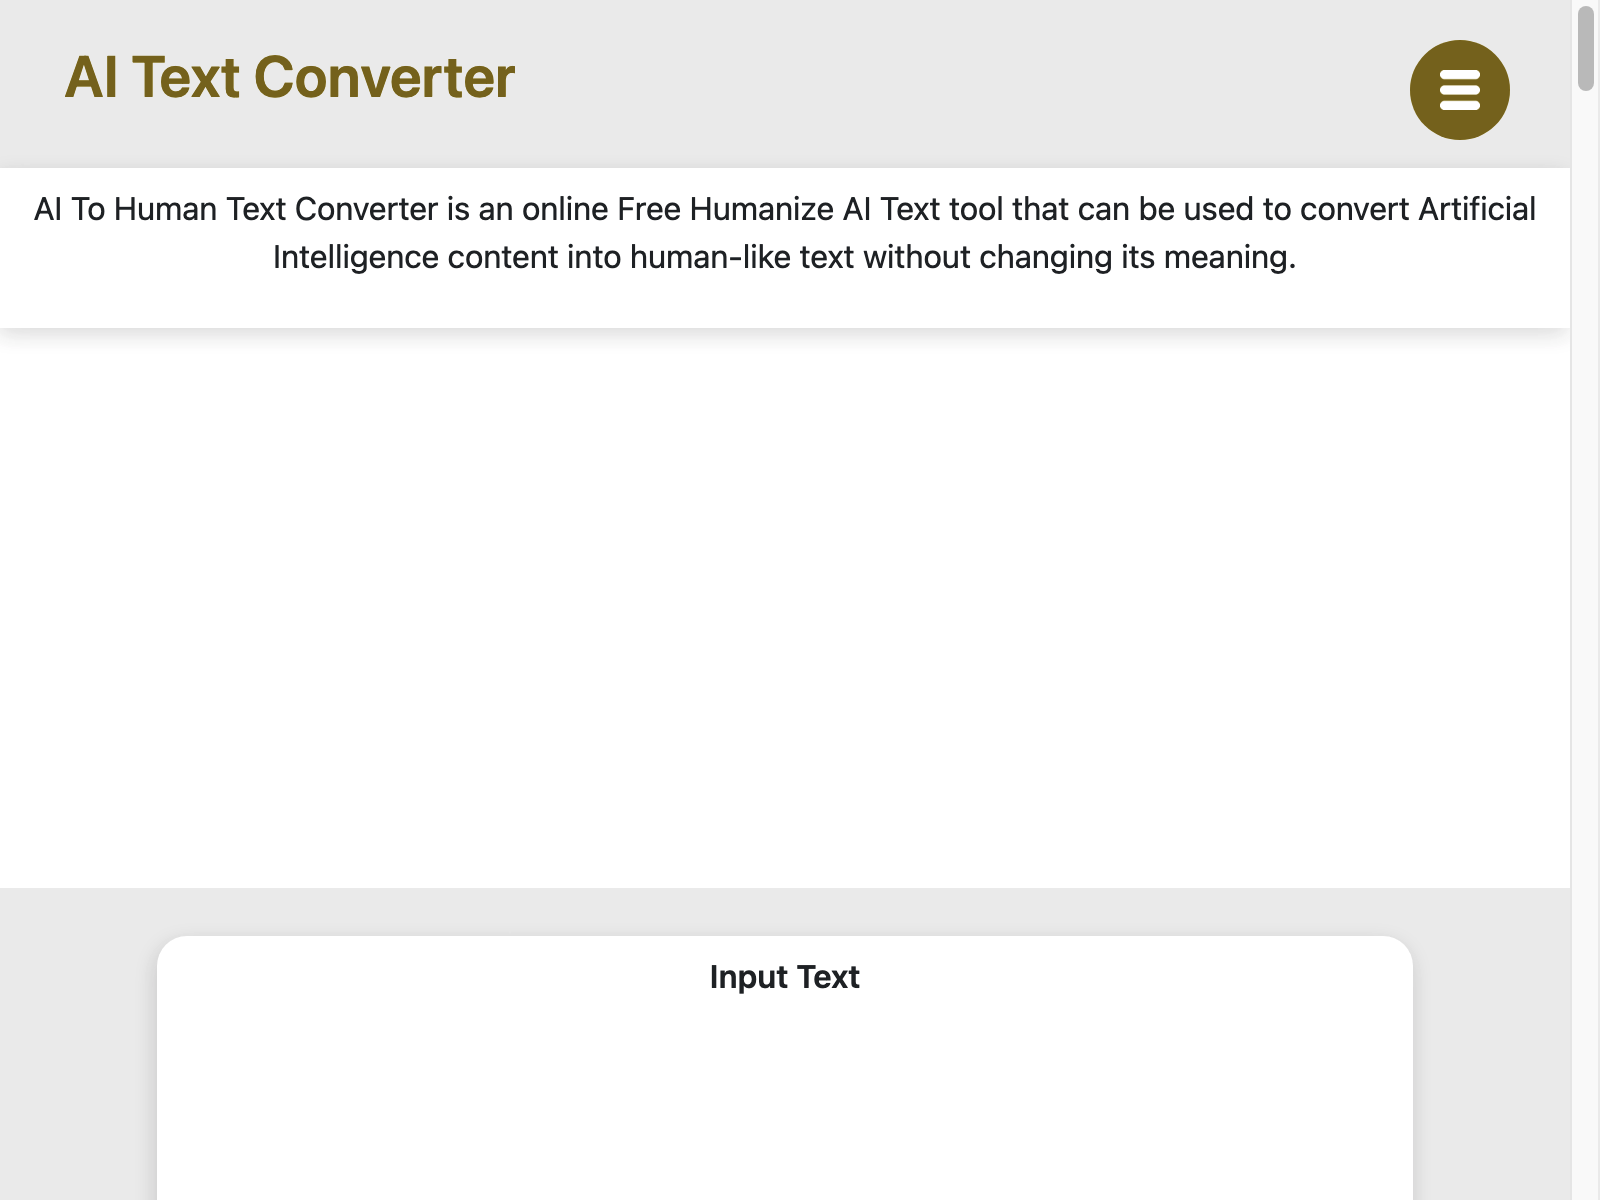 AI Text Converter
AI To Human Text Converter is an online Free Humanize AI Text tool that can be used to convert Artificial
Intelligence content into human-like text without changing its meaning.
Input Text